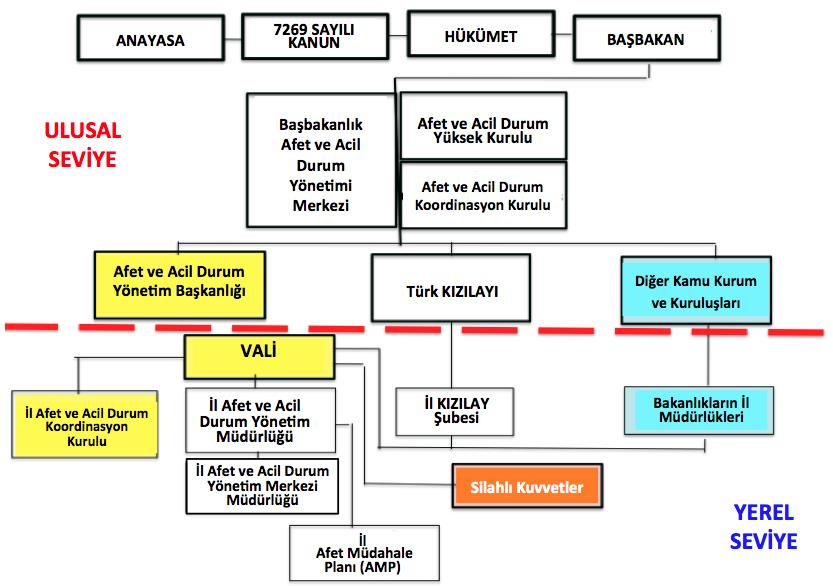 ANAYASA
7269 SAYILI
KANUN
HÜKÜMET
BAŞBAKAN
ULUSAL
SEVİYE
Başbakanlık
Afet ve Acil
Durum
Yönetimi
Merkezi
Afet ve Acil Durum
Yüksek Kurulu
Afet ve Acil Durum
Koordinasyon Kurulu
Afet ve Acil Durum
Yönetim Başkanlığı
Türk KIZILAYI
Diğer Kamu Kurum
ve Kuruluşları
VALİ
İl Afet ve Acil Durum
Koordinasyon
Kurulu
İl Afet ve Acil
Durum Yönetim
Müdürlüğü
İl KIZILAY
Şubesi
Bakanlıkların İl
Müdürlükleri
İl Afet ve Acil Durum
Yönetim Merkezi
Müdürlüğü
Silahlı Kuvvetler
İl
Afet Müdahale
Planı (AMP)
YEREL
SEVİYE